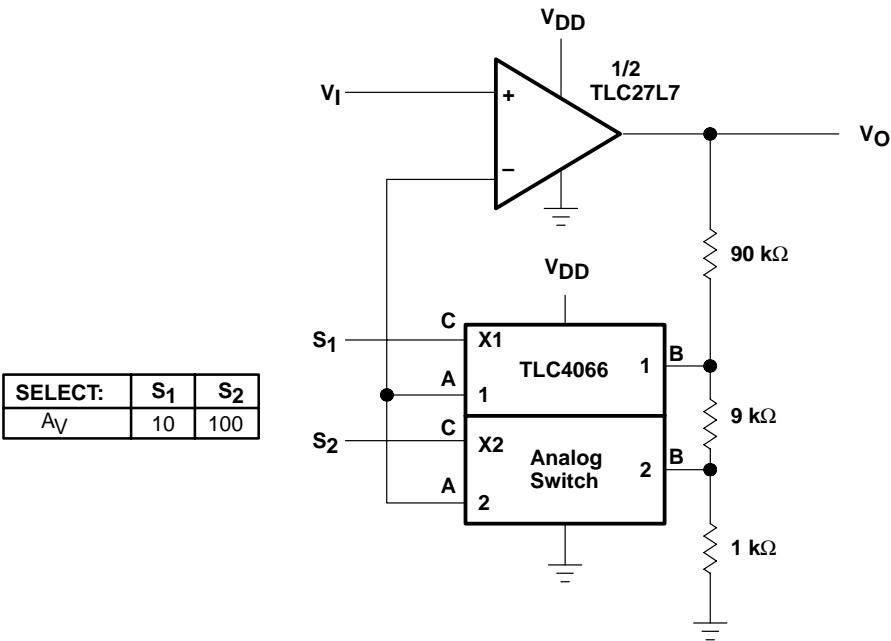 VDD
1/2
TLC27L7
VI
+
−
VO
90 kΩ
VDD
S1
C
X1
TLC4066
1
B
A
1
9 kΩ
S2
C
X2
Analog
Switch
2
B
A
2
1 kΩ
SELECT: S1 S2
AV 10 100